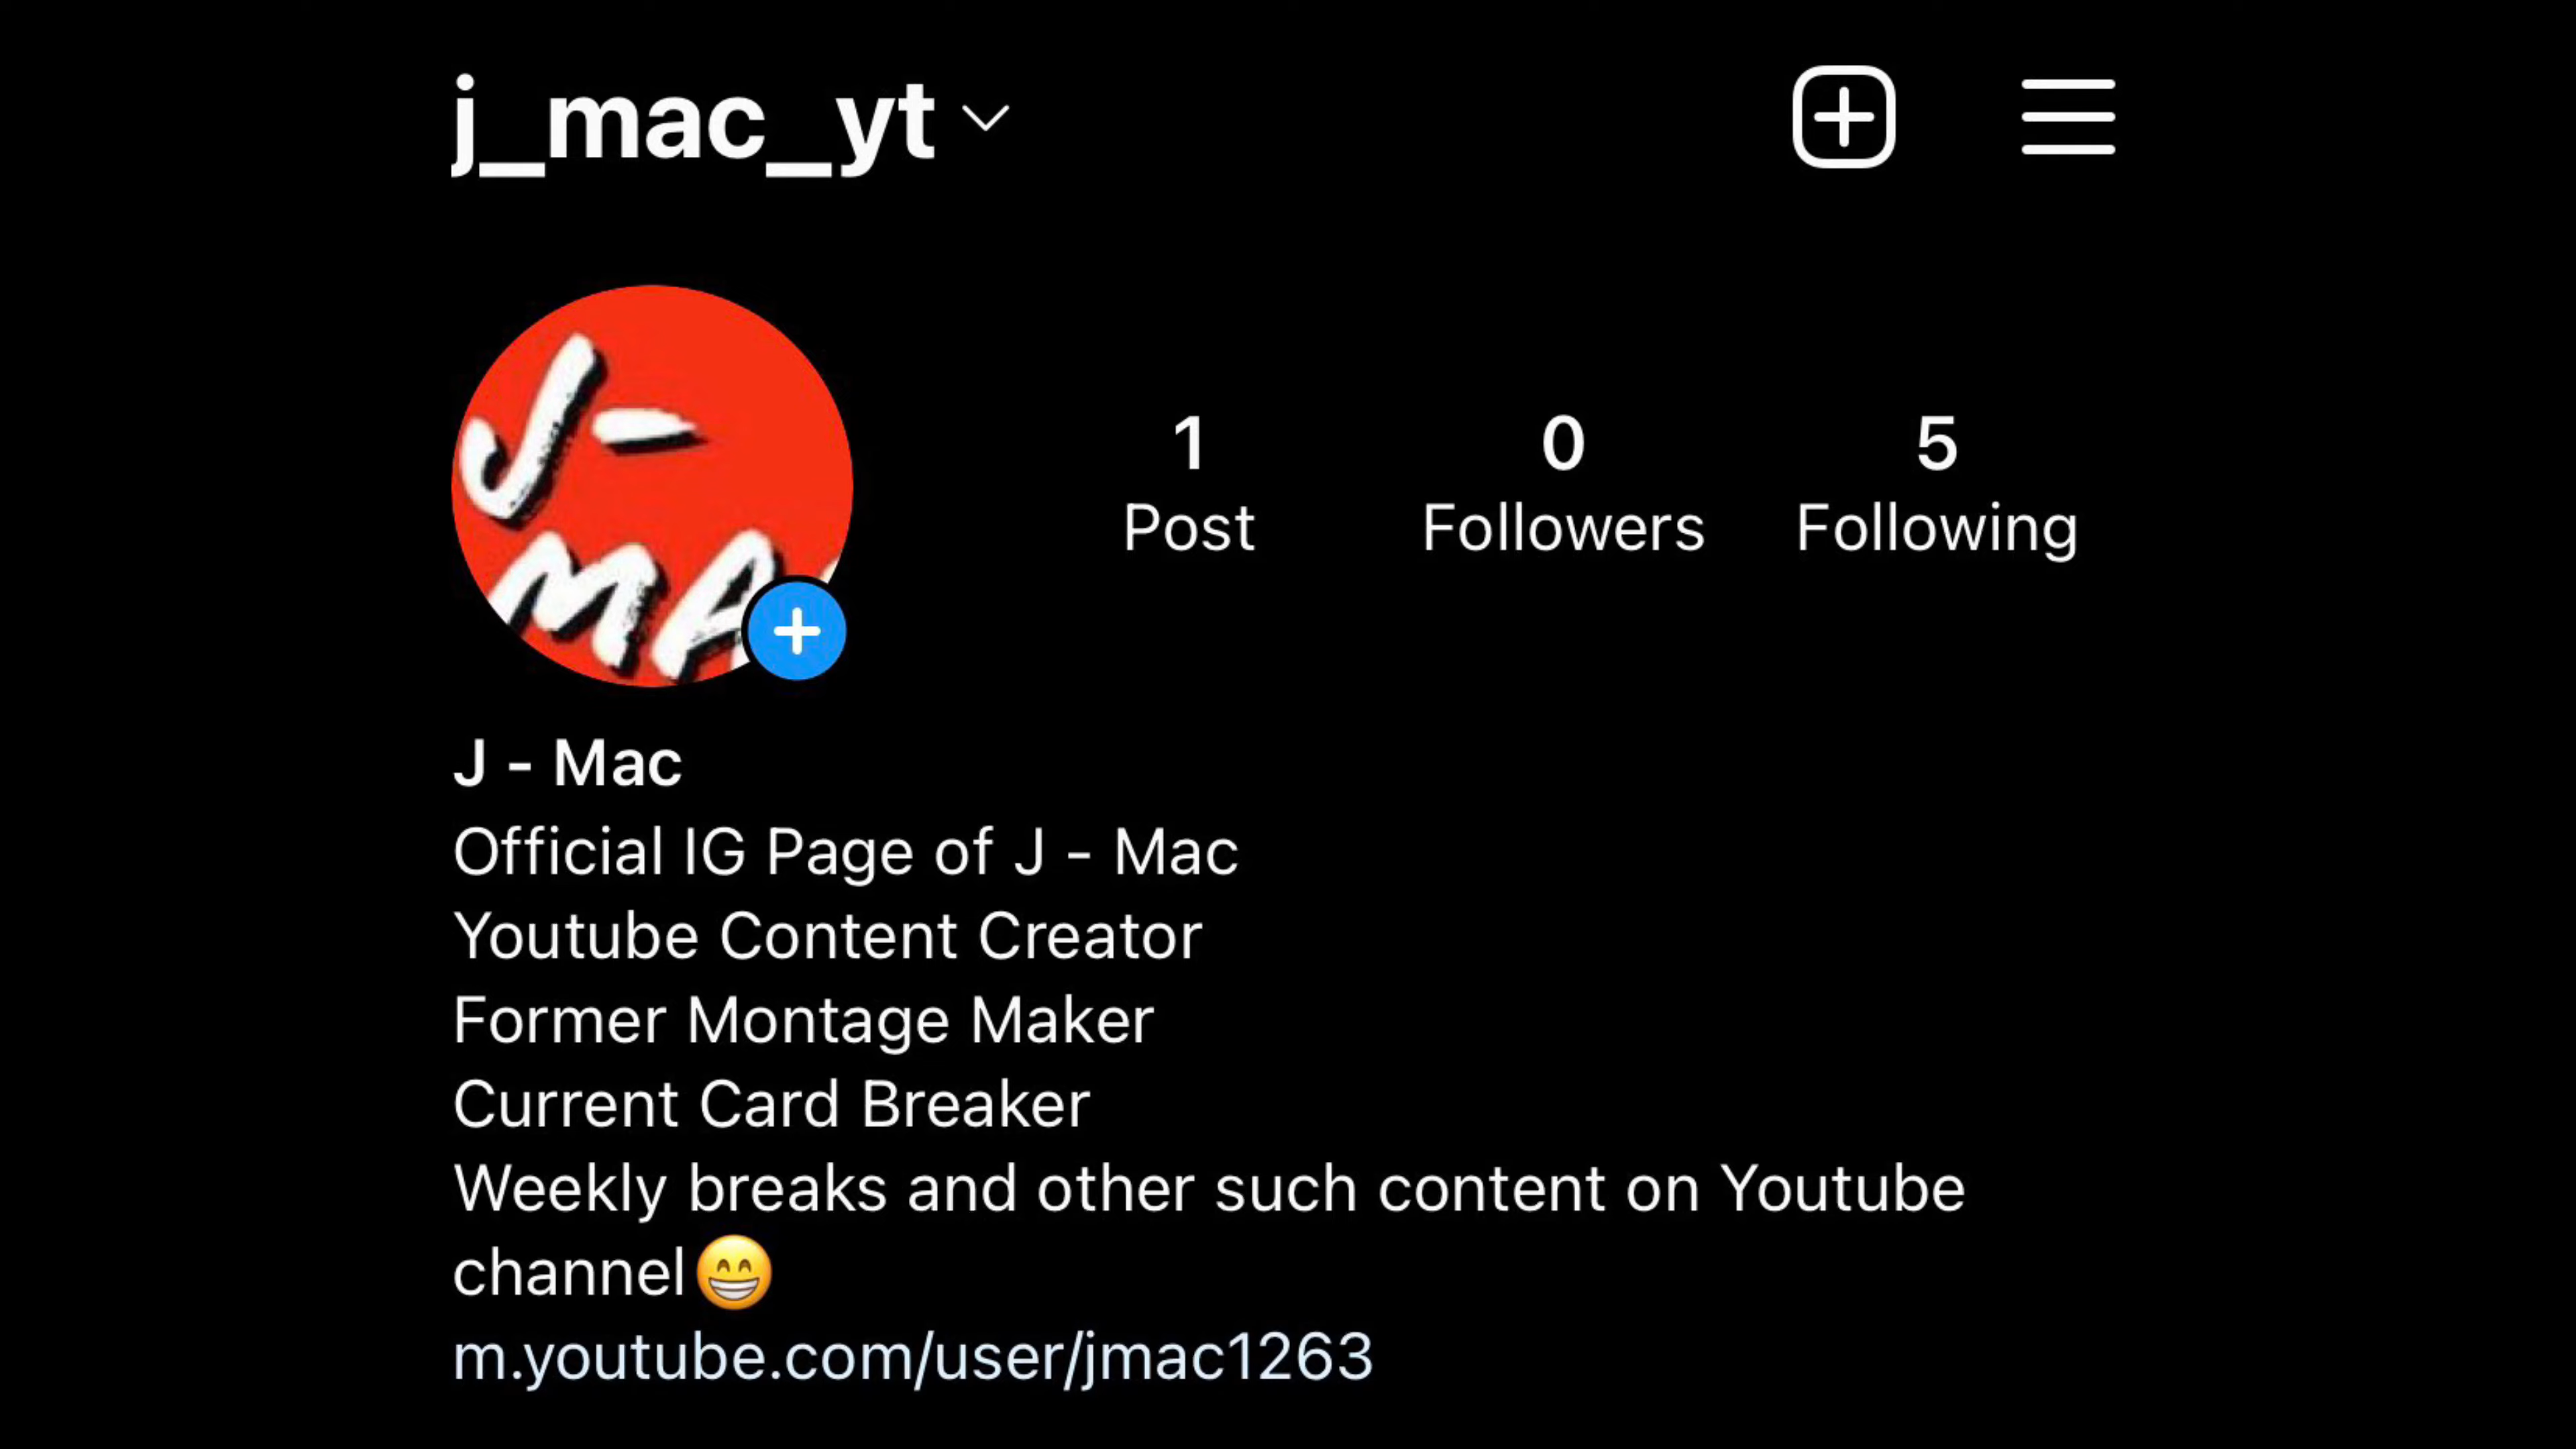 j_mac_yt
J-
MA
1
Post
0
Followers
5
Following
J - Mac
Official IG Page of J - Mac
Youtube Content Creator
Former Montage Maker
Current Card Breaker
Weekly breaks and other such content on Youtube
channel😁
m.youtube.com/user/jmac1263